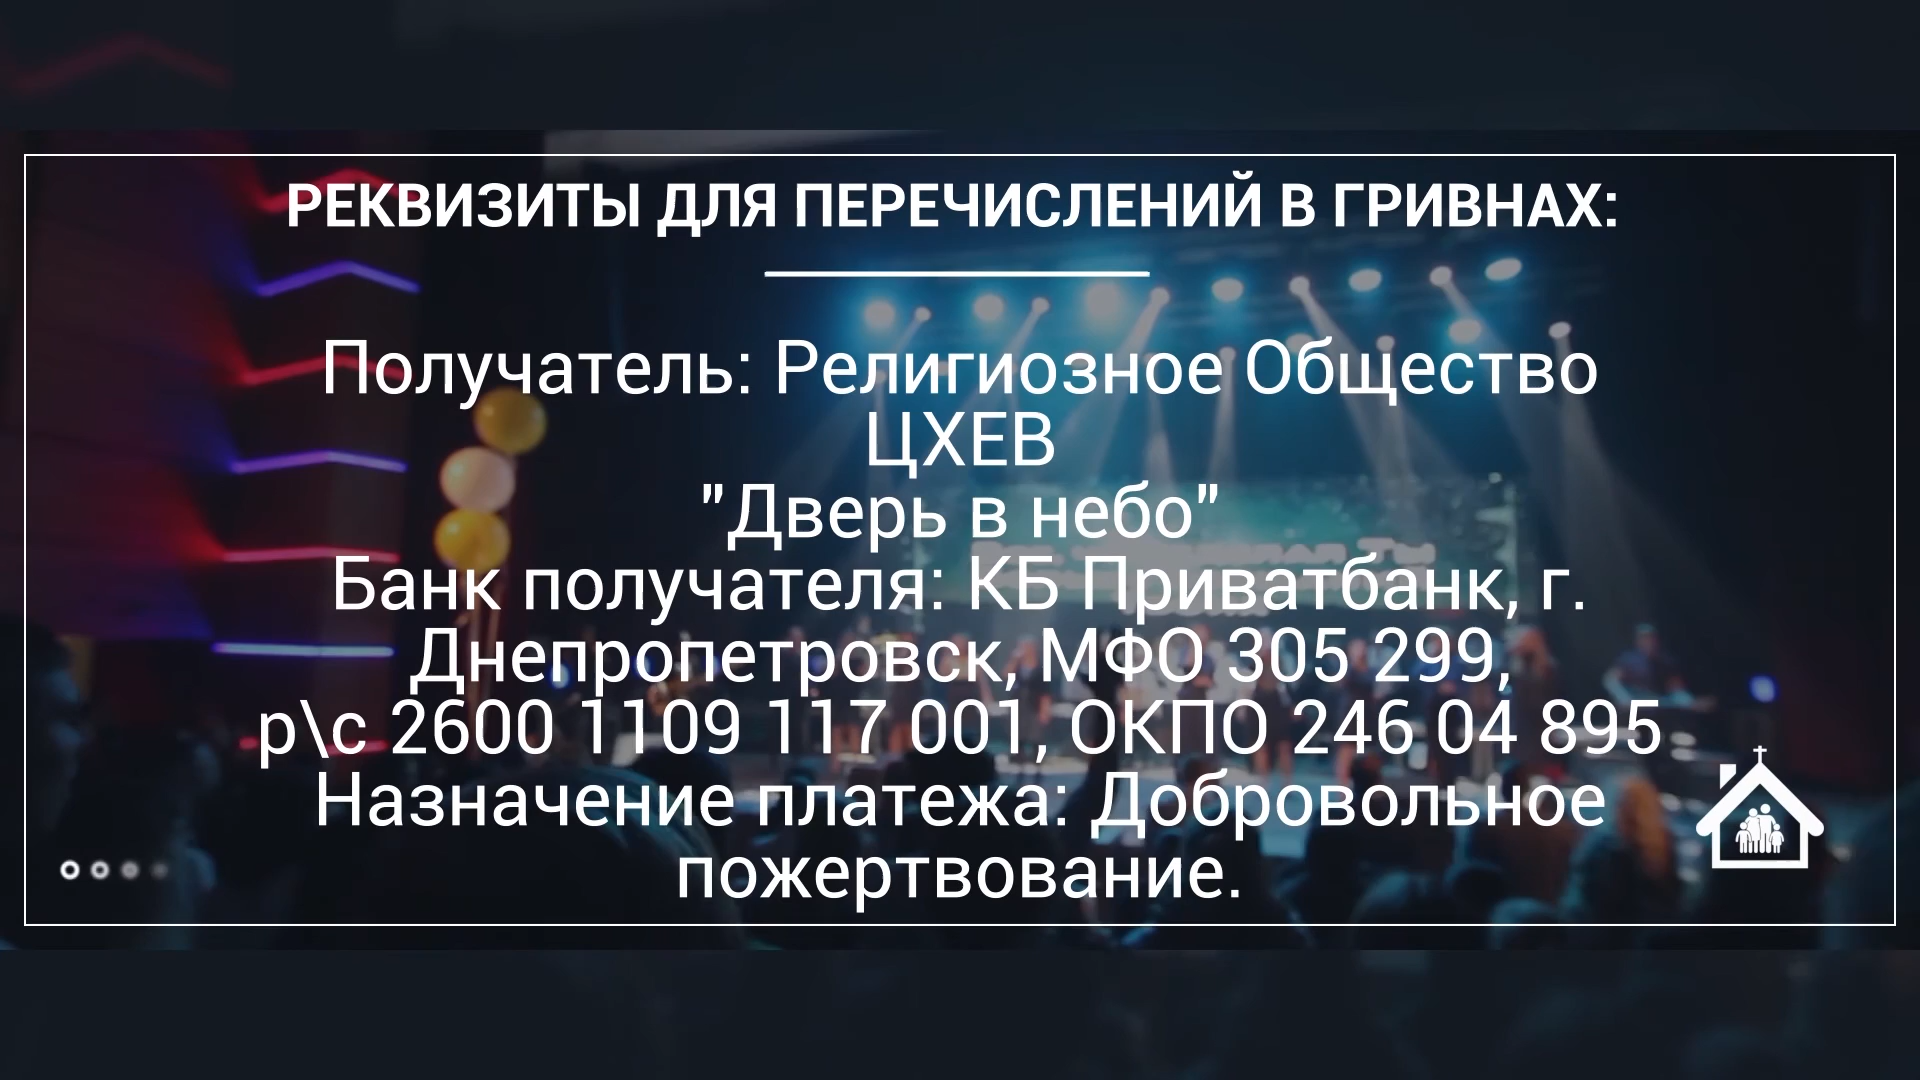 РЕКВИЗИТЫ ДЛЯ ПЕРЕЧИСЛЕНИЙ В ГРИВНАХ:
Получатель: Религиозное Общество
ЦХЕВ
"Дверь в небо"
Банк получателя: КБ Приватбанк, г.
Днепропетровск, МФО 305 299,
р\с 2600 1109 117 001, ОКПО 246 04 895
Назначение платежа: Добровольное
пожертвование.